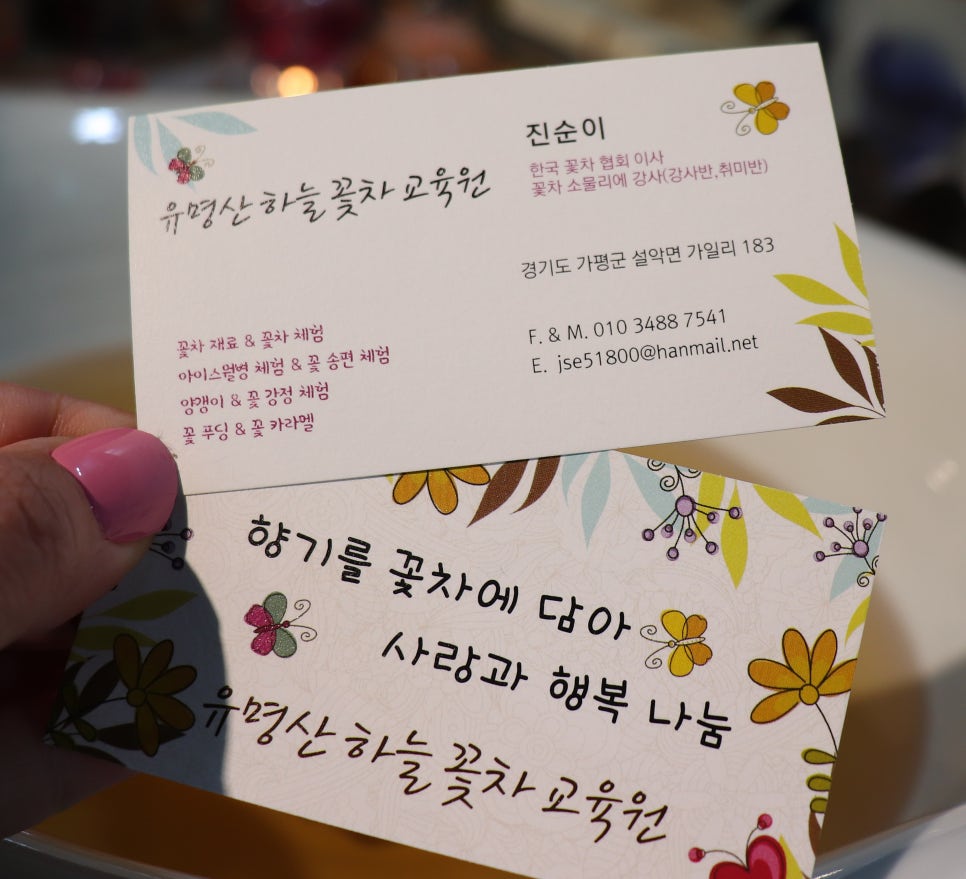 유명산 하늘 꽃차 교육원
진순이
한국 꽃차 협회 이사
꽃차 소물리에 강사(강사반,취미반)
경기도 가평군 설악면 가일리 183
F. & M. 010 3488 7541
E. jse51800@hanmail.net
꽃차 재료 & 꽃차 체험
아이스월병 체험 & 꽃 송편 체험
양갱이 & 꽃 강정 체험
꽃 푸딩 & 꽃 카라멜
향기를 꽃차에 담아
사랑과 행복 나눔
유명산 하늘 꽃차 교육원